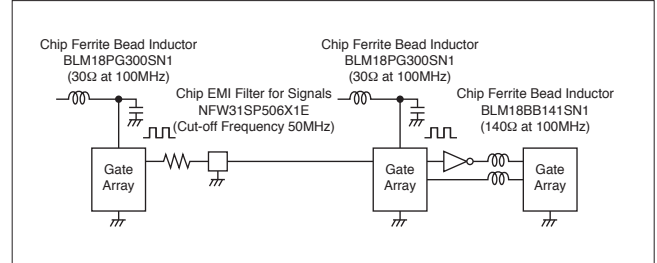 Chip Ferrite Bead Inductor
BLM18PG300SN1
(30Ω at 100MHz)
Chip Ferrite Bead Inductor
BLM18PG300SN1
(30Ω at 100MHz)
Chip EMI Filter for Signals
NFW31SP506X1E
(Cut-off Frequency 50MHz)
Chip Ferrite Bead Inductor
BLM18BB141SN1
(140Ω at 100MHz)
Gate
Array
Gate
Array
Gate
Array